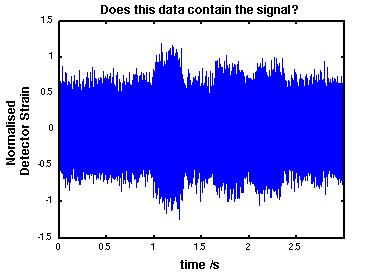 Does this data contain the signal?
1.5
1
0.5
0
-0.5
-1
-1.5
Normalised
Detector Strain
0 0.5 1 1.5 2 2.5
time /s